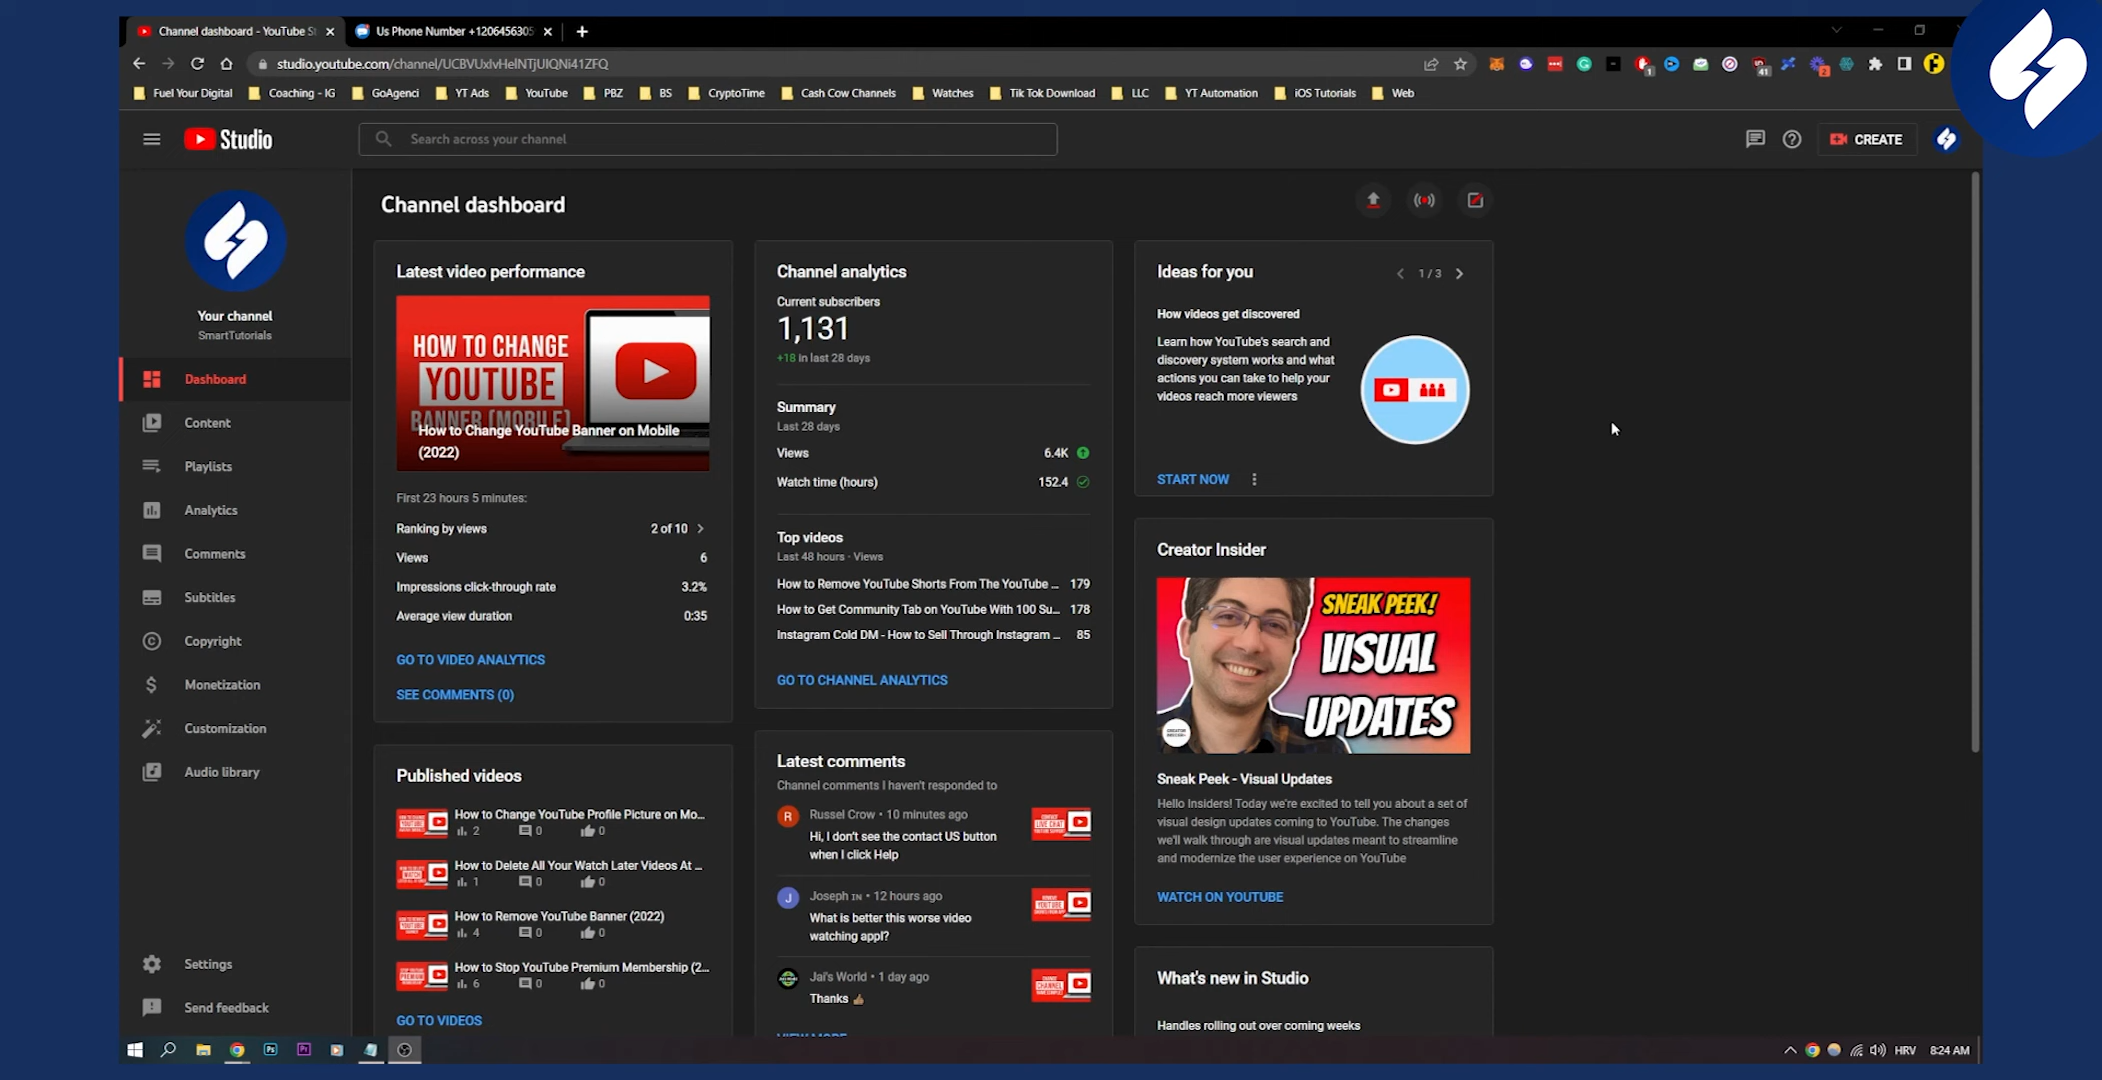 Channel dashboard - YouTube St
Us Phone Number +1206456305
studio.youtube.com/channel/UCBVUxlvHelNTjUIQNi41ZFQ
Fuel Your Digital
Coaching - IG
GoAgenci
YT Ads
YouTube
PBZ
BS
CryptoTime
Cash Cow Channels
Watches
Tik Tok Download
LLC
YT Automation
iOS Tutorials
Web
Studio
Search across your channel
CREATE
Your channel
SmartTutorials
Dashboard
Content
Playlists
Analytics
Comments
Subtitles
Copyright
Monetization
Customization
Audio library
Settings
Send feedback
Channel dashboard
Latest video performance
HOW TO CHANGE
YOUTUBE
BANNER (MOBILE)
How to Change YouTube Banner on Mobile
(2022)
First 23 hours 5 minutes:
Ranking by views 2 of 10
Views 6
Impressions click-through rate 3.2%
Average view duration 0:35
GO TO VIDEO ANALYTICS
SEE COMMENTS (0)
Published videos
How to Change YouTube Profile Picture on Mo...
2 0 0
How to Delete All Your Watch Later Videos At ...
1 0 0
How to Remove YouTube Banner (2022)
4 0 0
How to Stop YouTube Premium Membership (2...
6 0 0
GO TO VIDEOS
Channel analytics
Current subscribers
1,131
+18 in last 28 days
Summary
Last 28 days
Views 6.4K
Watch time (hours) 152.4
Top videos
Last 48 hours · Views
How to Remove YouTube Shorts From The YouTube ... 179
How to Get Community Tab on YouTube With 100 Su... 178
Instagram Cold DM - How to Sell Through Instagram ... 85
GO TO CHANNEL ANALYTICS
Latest comments
Channel comments I haven't responded to
R
Russel Crow • 10 minutes ago
Hi, I don't see the contact US button
when I click Help
J
Joseph IN • 12 hours ago
What is better this worse video
watching appl?
Jai's World • 1 day ago
Thanks 👍
VIEW MORE
Ideas for you
1 / 3
How videos get discovered
Learn how YouTube's search and
discovery system works and what
actions you can take to help your
videos reach more viewers
START NOW
Creator Insider
SNEAK PEEK!
VISUAL
UPDATES
Sneak Peek - Visual Updates
Hello Insiders! Today we're excited to tell you about a set of
visual design updates coming to YouTube. The changes
we'll walk through are visual updates meant to streamline
and modernize the user experience on YouTube
WATCH ON YOUTUBE
What's new in Studio
Handles rolling out over coming weeks
HRV
8:24 AM